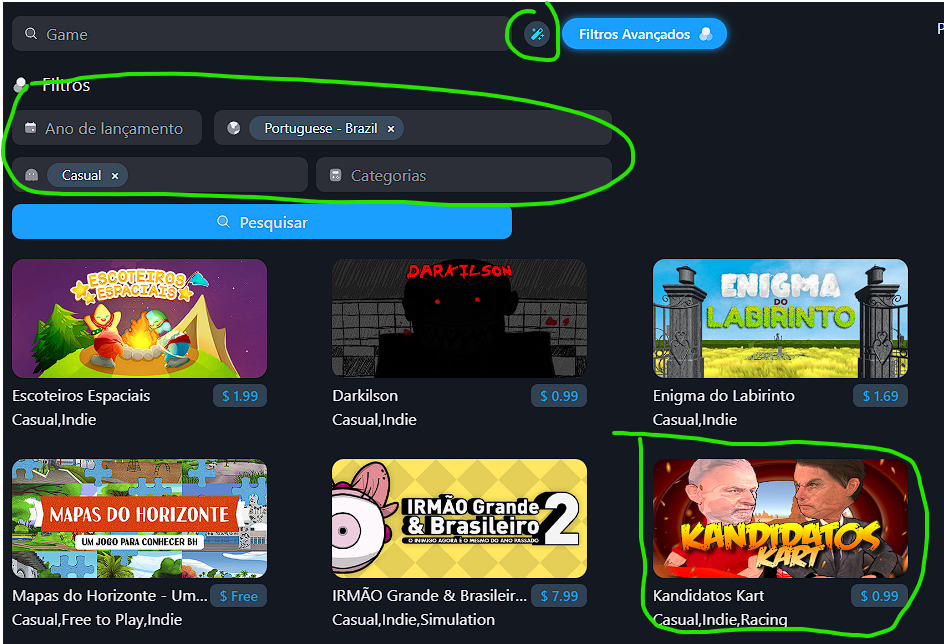 Game
Filtros Avançados
P
Filtros
Ano de lançamento
Portuguese - Brazil ×
Casual ×
Categorias
Pesquisar
ESCOTEIROS
ESPACIAIS
DARKILSON
ENIGMA
DO
LABIRINTO
Escoteiros Espaciais
$ 1.99
Darkilson
$ 0.99
Enigma do Labirinto
$ 1.69
Casual,Indie
Casual,Indie
Casual,Indie
MAPAS DO HORIZONTE
UM JOGO PARA CONHECER BH
IRMÃO Grande
& Brasileiro 2
O INIMIGO AGORA É O MESMO DO ANO PASSADO
KANDIDATOS
KART
Mapas do Horizonte - Um...
$ Free
IRMÃO Grande & Brasileir...
$ 7.99
Kandidatos Kart
$ 0.99
Casual,Free to Play,Indie
Casual,Indie,Simulation
Casual,Indie,Racing